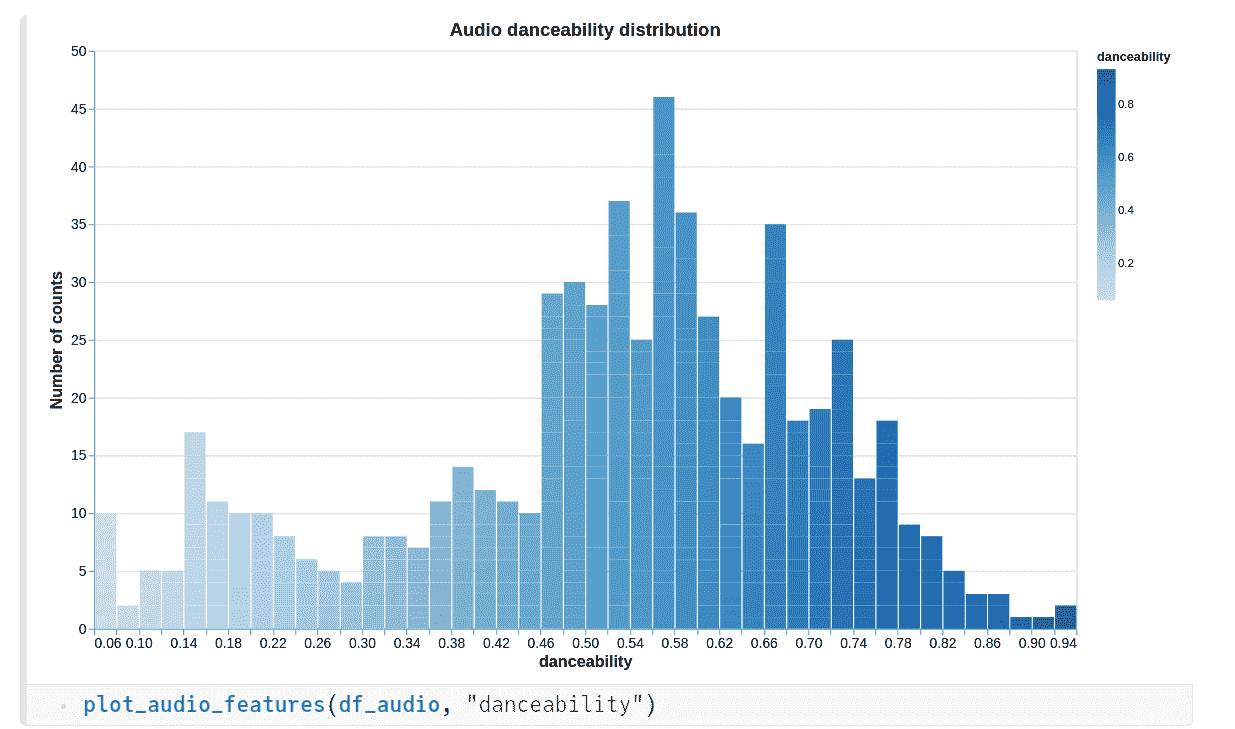 Audio danceability distribution
danceability
50
45
40
35
30
25
20
15
10
5
0
Number of counts
0.8
0.6
0.4
0.2
0.06 0.10 0.14 0.18 0.22 0.26 0.30 0.34 0.38 0.42 0.46 0.50 0.54 0.58 0.62 0.66 0.70 0.74 0.78 0.82 0.86 0.90 0.94
danceability
plot_audio_features(df_audio, "danceability")